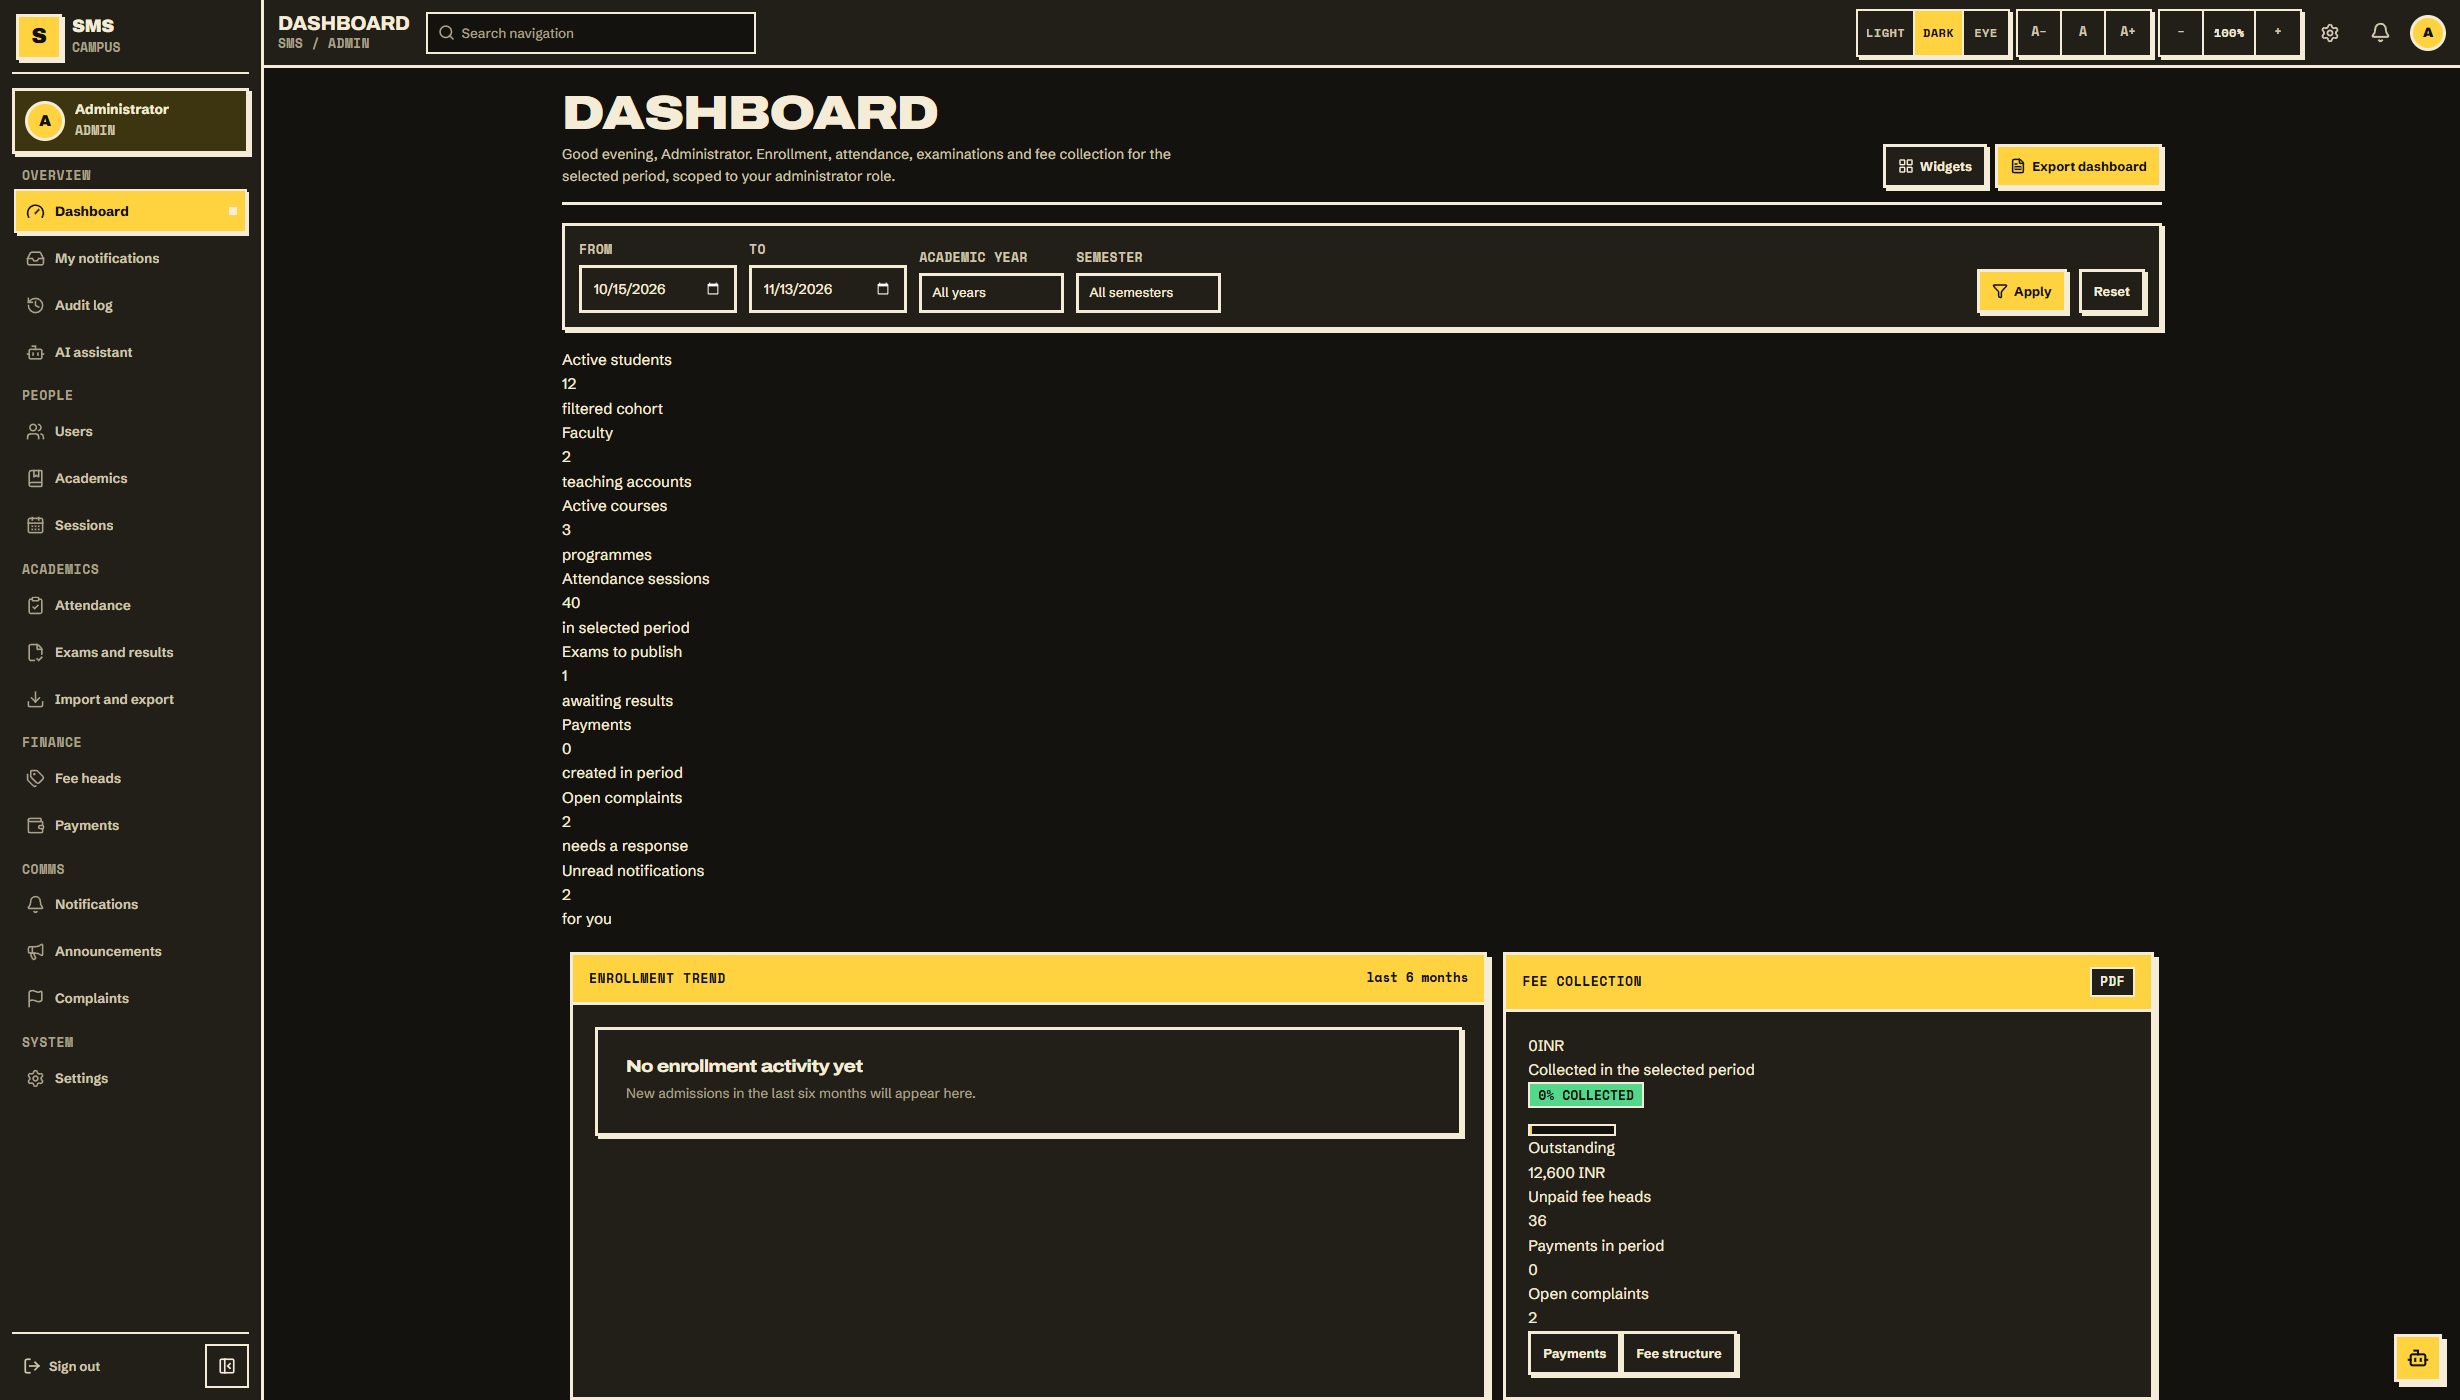 S
SMS
CAMPUS
A
Administrator
ADMIN
OVERVIEW
Dashboard
My notifications
Audit log
AI assistant
PEOPLE
Users
Academics
Sessions
ACADEMICS
Attendance
Exams and results
Import and export
FINANCE
Fee heads
Payments
COMMS
Notifications
Announcements
Complaints
SYSTEM
Settings
Sign out
DASHBOARD
SMS / ADMIN
Search navigation
LIGHT DARK EYE
A- A A+
- 100% +
A
DASHBOARD
Good evening, Administrator. Enrollment, attendance, examinations and fee collection for the
selected period, scoped to your administrator role.
Widgets
Export dashboard
FROM
10/15/2026
TO
11/13/2026
ACADEMIC YEAR
All years
SEMESTER
All semesters
Apply
Reset
Active students
12
filtered cohort
Faculty
2
teaching accounts
Active courses
3
programmes
Attendance sessions
40
in selected period
Exams to publish
1
awaiting results
Payments
0
created in period
Open complaints
2
needs a response
Unread notifications
2
for you
ENROLLMENT TREND
last 6 months
No enrollment activity yet
New admissions in the last six months will appear here.
FEE COLLECTION
PDF
0INR
Collected in the selected period
0% COLLECTED
Outstanding
12,600 INR
Unpaid fee heads
36
Payments in period
0
Open complaints
2
Payments
Fee structure